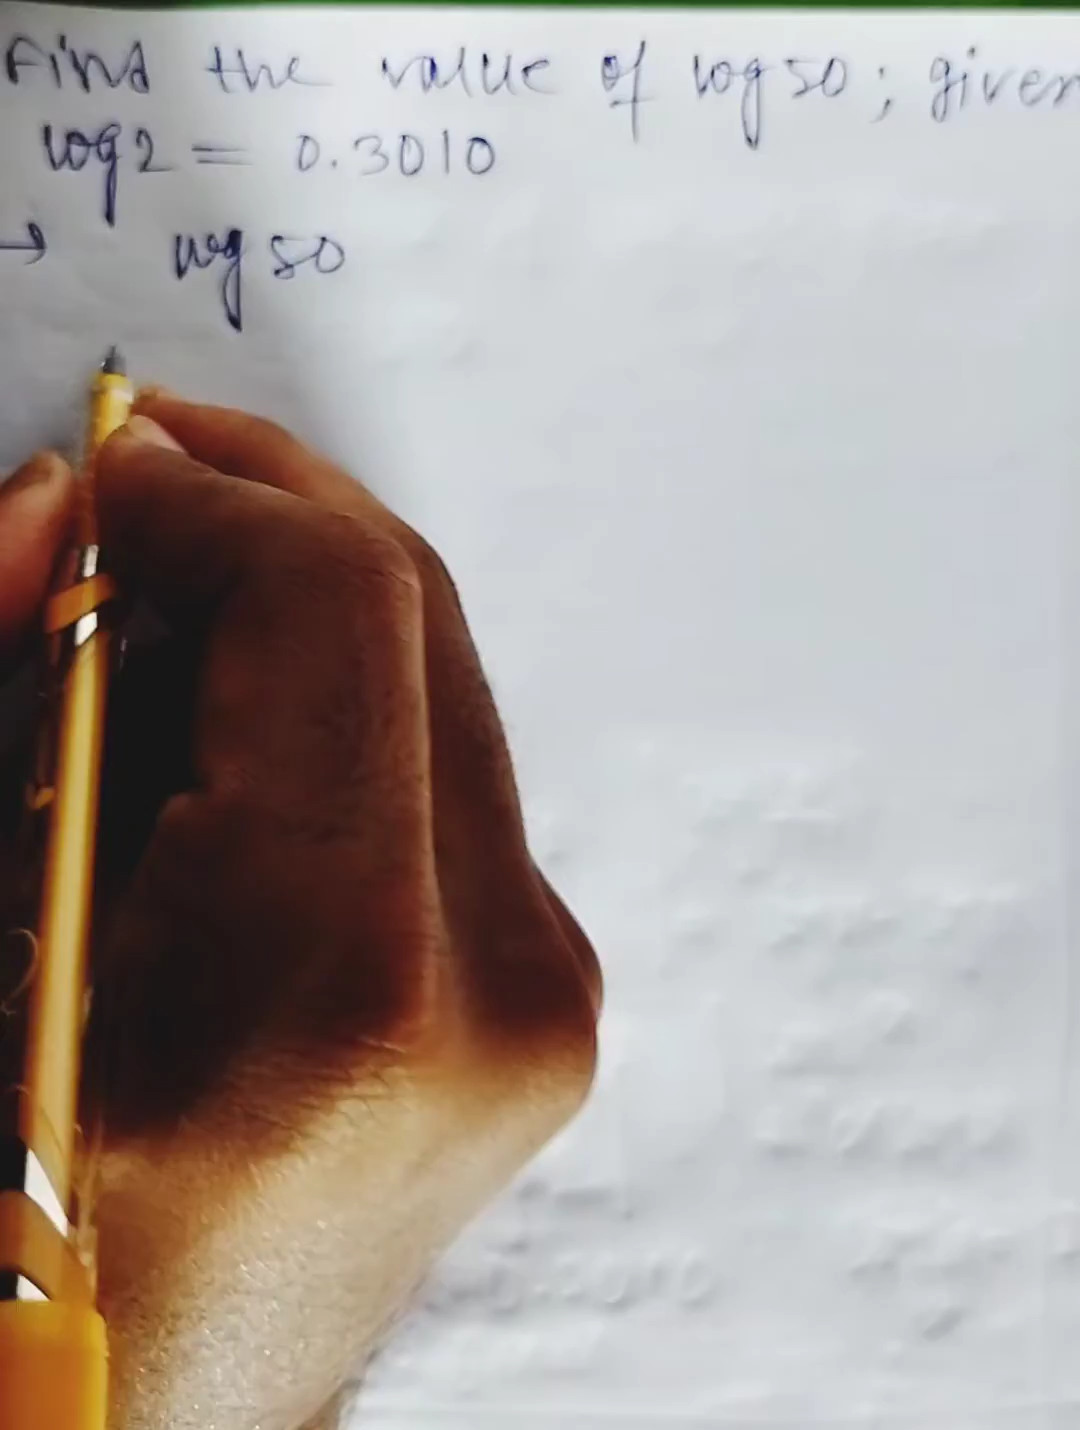 Find the value of log 50; given
log 2 = 0.3010
→ log 50